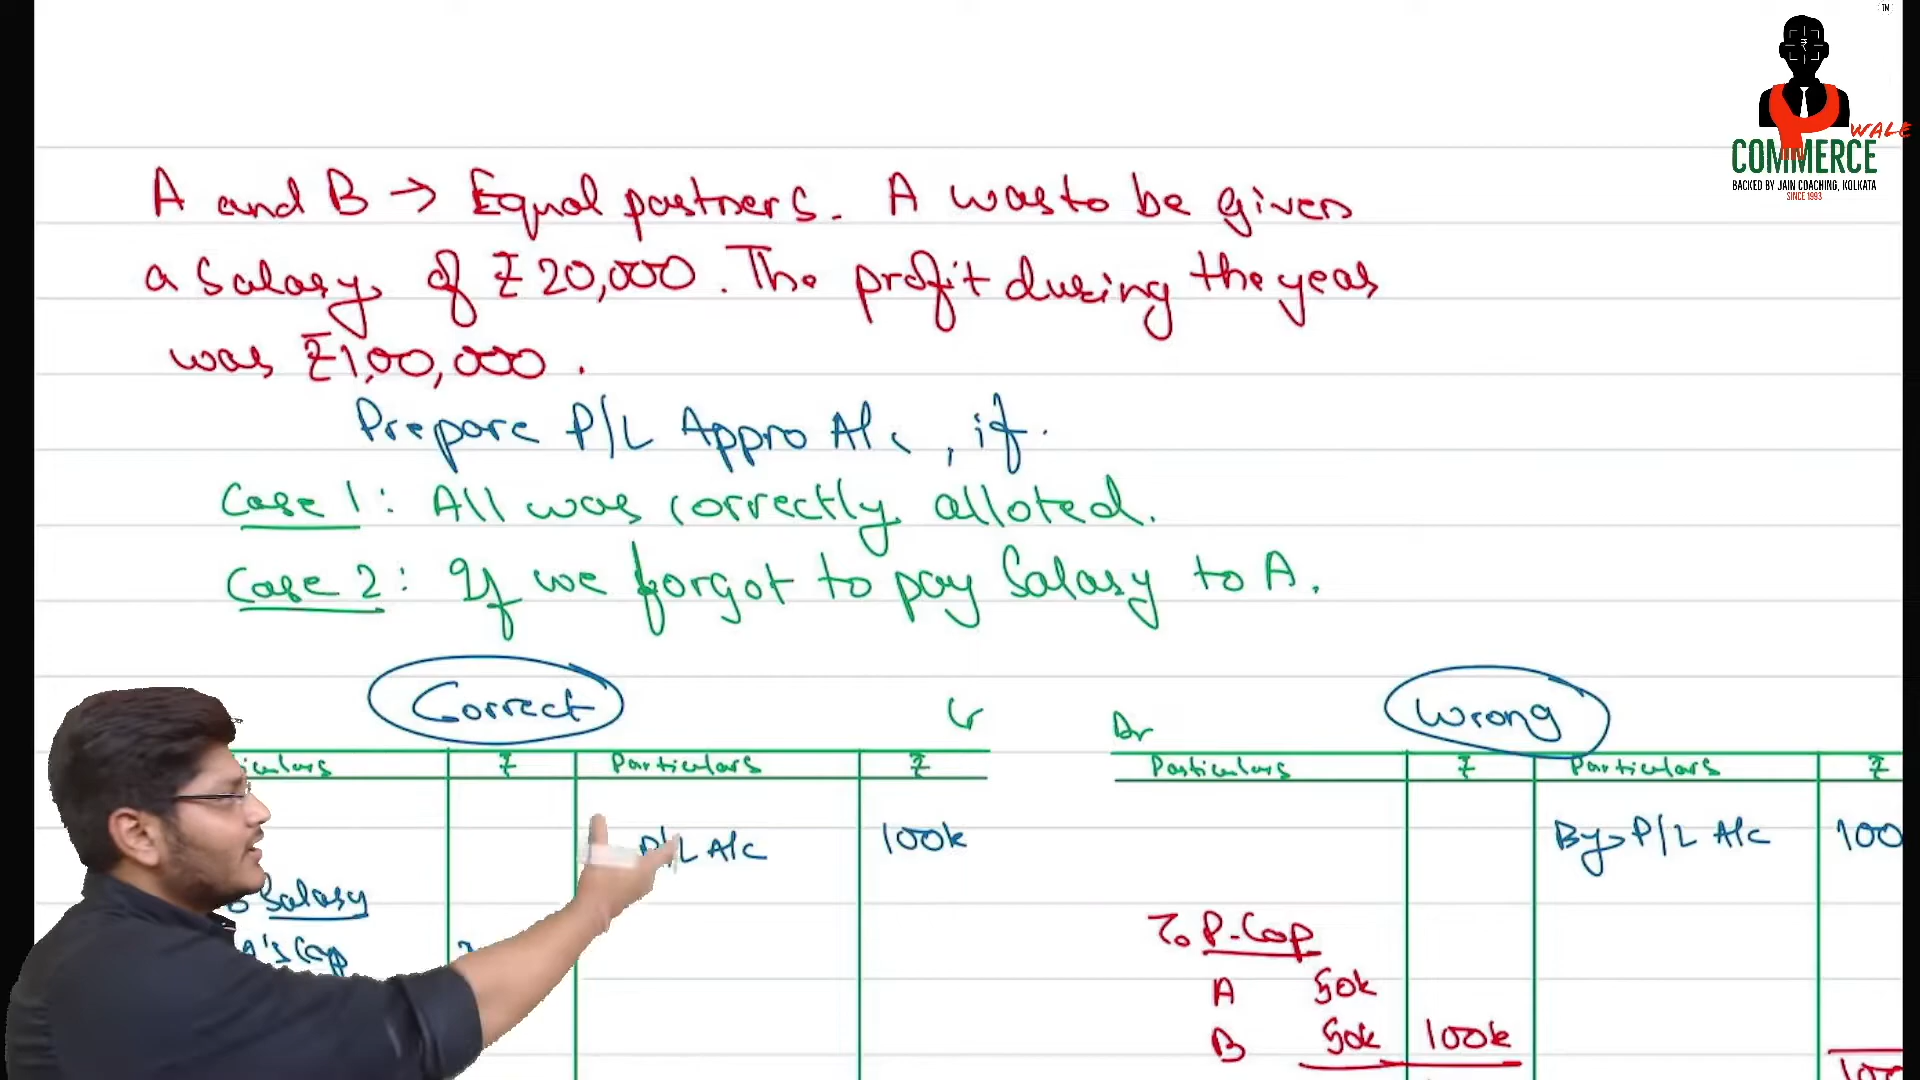 TM
WALE
COMMERCE
BACKED BY JAIN COACHING, KOLKATA
SINCE 1993
A and B → Equal partners. A was to be given
a Salary of ₹20,000. The profit during the year
was ₹1,00,000.
Prepare P/L Appro A/c, if
Case 1: All was correctly alloted.
Case 2: If we forgot to pay Salary to A.
Correct
Cr
₹ Particulars ₹
P/L A/c 100k
Salary
A's Cap
Wrong
Dr
Particulars ₹ Particulars ₹
By P/L A/c 100
To P. Cap
A 50k
B 50k 100k
100